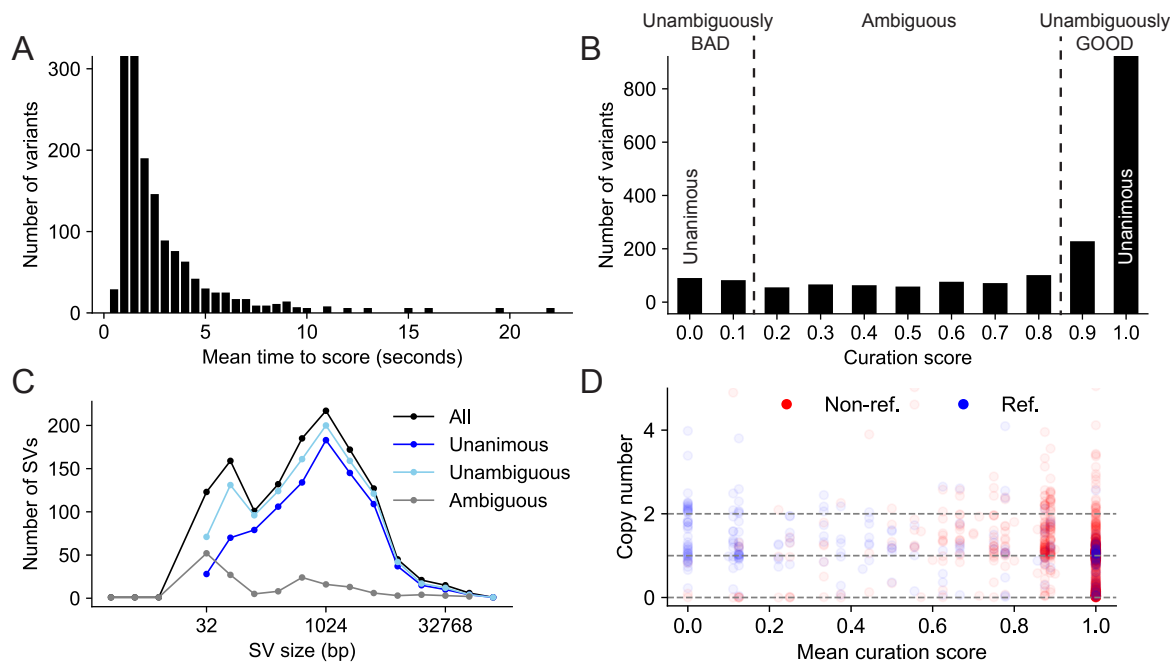 A
Number of variants
300
200
100
0
0
5
10
15
20
Mean time to score (seconds)
B
Unambiguously
BAD
Ambiguous
Unambiguously
GOOD
Number of variants
800
600
400
200
0
Unanimous
Unanimous
0.0
0.1
0.2
0.3
0.4
0.5
0.6
0.7
0.8
0.9
1.0
Curation score
C
Number of SVs
200
150
100
50
0
All
Unanimous
Unambiguous
Ambiguous
32
1024
32768
SV size (bp)
D
Non-ref.
Ref.
Copy number
4
2
1
0
0.0
0.2
0.4
0.6
0.8
1.0
Mean curation score